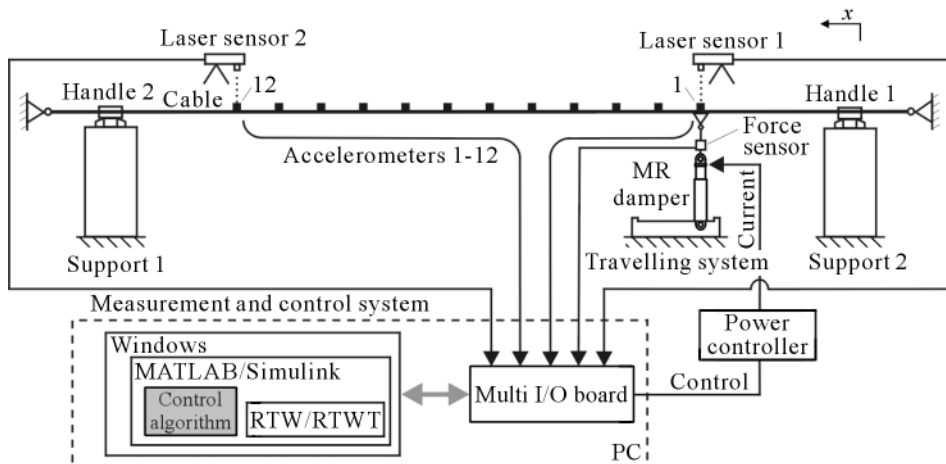 Laser sensor 2
Laser sensor 1
x
Handle 2
Cable
12
1
Handle 1
Accelerometers 1-12
Force
sensor
MR
damper
Current
Support 1
Travelling system
Support 2
Measurement and control system
Windows
MATLAB/Simulink
Control
algorithm
RTW/RTWT
Multi I/O board
Control
Power
controller
PC